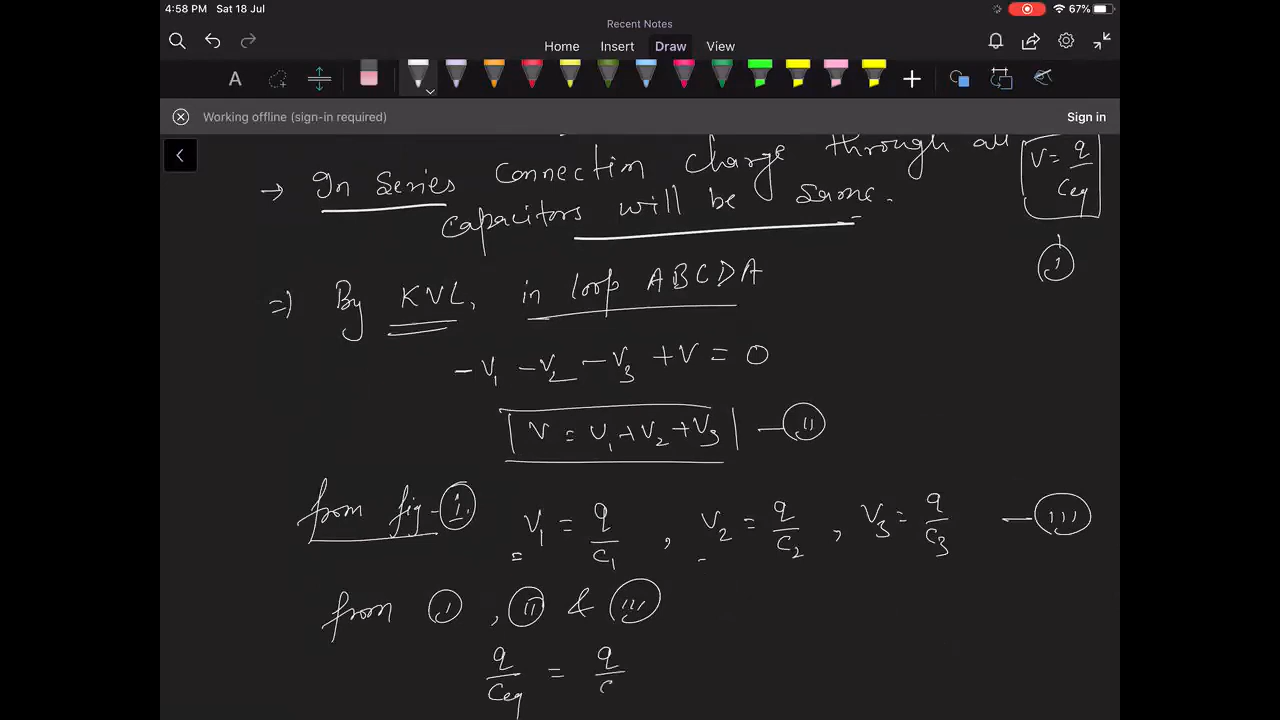 4:58 PM Sat 18 Jul
67%
Recent Notes
Home Insert Draw View
A
Working offline (sign-in required)
Sign in
→ In Series connection charge through all
capacitors will be same.
V = q/Ceq
(i)
⇒ By KVL, in loop ABCDA
-V₁ - V₂ - V₃ + V = 0
V = V₁ + V₂ + V₃ — (ii)
from fig-(i). V₁ = q/C₁ , V₂ = q/C₂ , V₃ = q/C₃ — (iii)
from (i) , (ii) & (iii)
q/Ceq = q/C